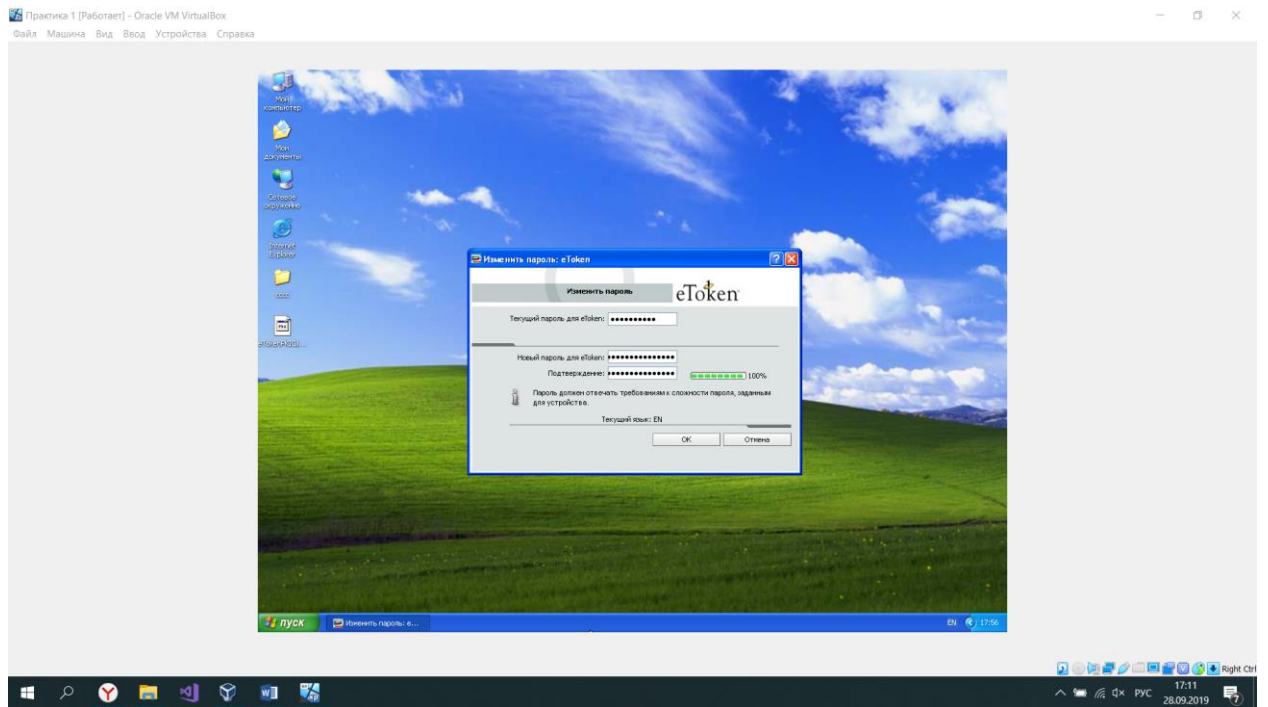 Практика 1 [Работает] - Oracle VM VirtualBox
Файл Машина Вид Ввод Устройства Справка
Мой
компьютер
Мои
документы
Сетевое
окружение
Internet
Explorer
Изменить пароль: eToken
Изменить пароль
eToken
Текущий пароль для eToken:
Новый пароль для eToken:
Подтверждение:
100%
Пароль должен отвечать требованиям к сложности пароля, заданным
для устройства.
Текущий язык: EN
ОК Отмена
пуск Изменить пароль: e... EN 17:56
Right Ctrl
РУС 17:11
28.09.2019